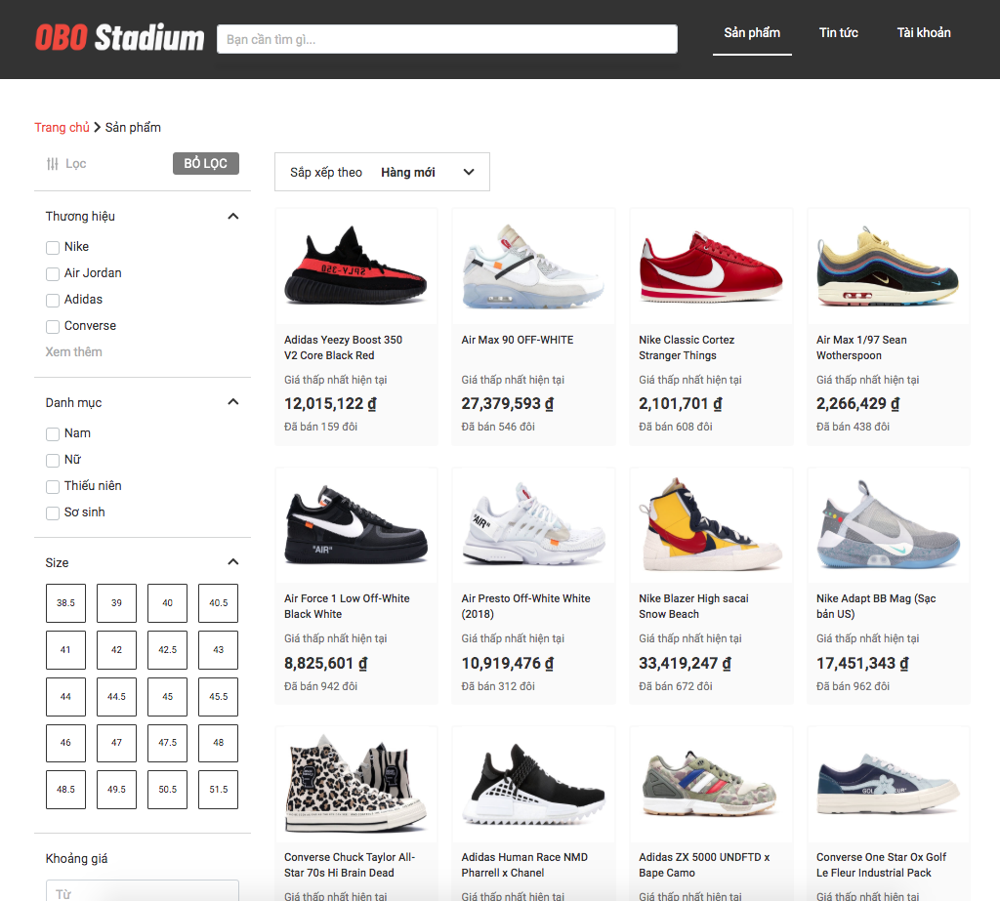 OBO Stadium
Bạn cần tìm gì...
Sản phẩm
Tin tức
Tài khoản
Trang chủ > Sản phẩm
Lọc
BỎ LỌC
Thương hiệu
Nike
Air Jordan
Adidas
Converse
Xem thêm
Danh mục
Nam
Nữ
Thiếu niên
Sơ sinh
Size
38.5 39 40 40.5
41 42 42.5 43
44 44.5 45 45.5
46 47 47.5 48
48.5 49.5 50.5 51.5
Khoảng giá
Từ
Sắp xếp theo Hàng mới
Adidas Yeezy Boost 350
V2 Core Black Red
Giá thấp nhất hiện tại
12,015,122 ₫
Đã bán 159 đôi
Air Max 90 OFF-WHITE
Giá thấp nhất hiện tại
27,379,593 ₫
Đã bán 546 đôi
Nike Classic Cortez
Stranger Things
Giá thấp nhất hiện tại
2,101,701 ₫
Đã bán 608 đôi
Air Max 1/97 Sean
Wotherspoon
Giá thấp nhất hiện tại
2,266,429 ₫
Đã bán 438 đôi
"AIR"
Air Force 1 Low Off-White
Black White
Giá thấp nhất hiện tại
8,825,601 ₫
Đã bán 942 đôi
"AIR"
Air Presto Off-White White
(2018)
Giá thấp nhất hiện tại
10,919,476 ₫
Đã bán 312 đôi
Nike Blazer High sacai
Snow Beach
Giá thấp nhất hiện tại
33,419,247 ₫
Đã bán 672 đôi
Nike Adapt BB Mag (Sạc
bản US)
Giá thấp nhất hiện tại
17,451,343 ₫
Đã bán 962 đôi
Converse Chuck Taylor All-
Star 70s Hi Brain Dead
Giá thấp nhất hiện tại
Adidas Human Race NMD
Pharrell x Chanel
Giá thấp nhất hiện tại
Adidas ZX 5000 UNDFTD x
Bape Camo
Giá thấp nhất hiện tại
Converse One Star Ox Golf
Le Fleur Industrial Pack
Giá thấp nhất hiện tại